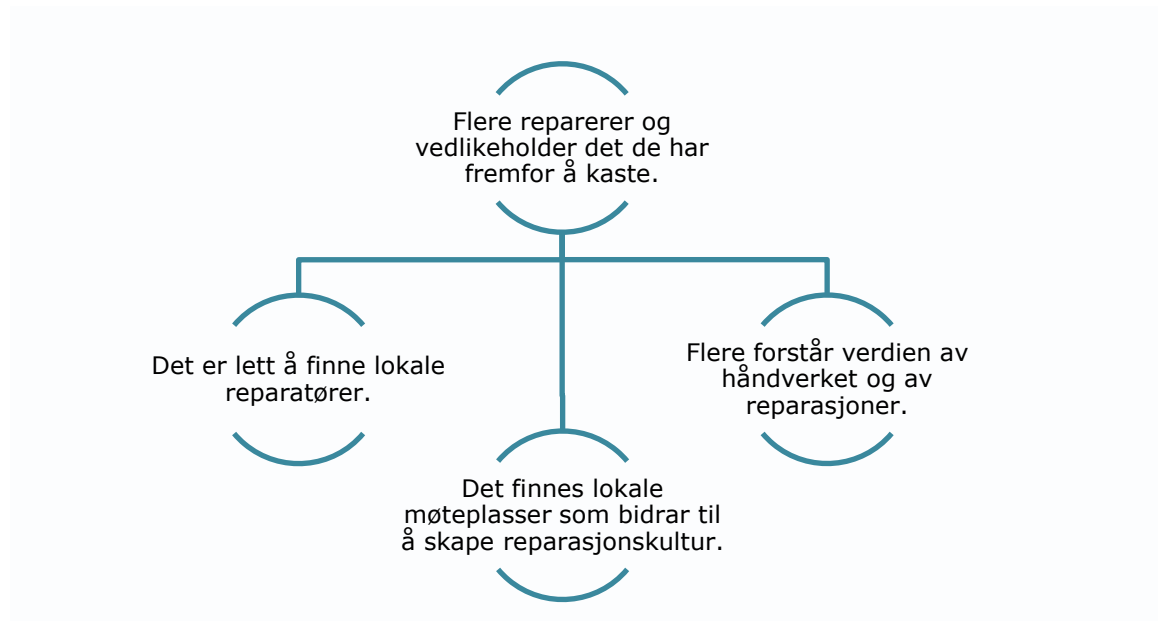 Flere reparerer og
vedlikeholder det de har
fremfor å kaste.
Det er lett å finne lokale
reparatører.
Det finnes lokale
møteplasser som bidrar til
å skape reparasjonskultur.
Flere forstår verdien av
håndverket og av
reparasjoner.